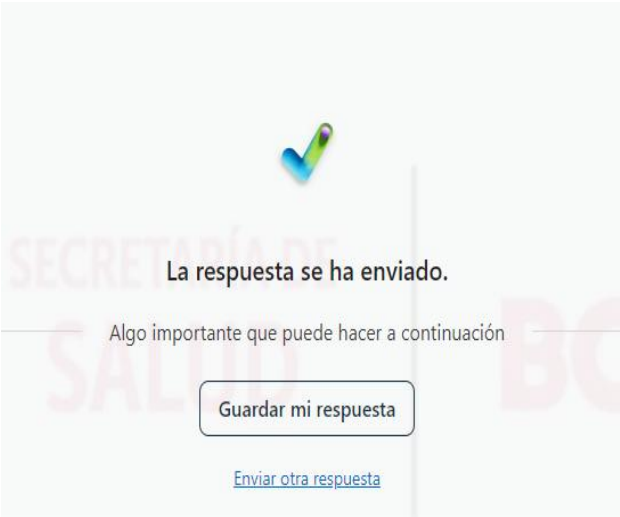 SECRETARÍA DE
La respuesta se ha enviado.
Algo importante que puede hacer a continuación
SALUD
BO
Guardar mi respuesta
Enviar otra respuesta